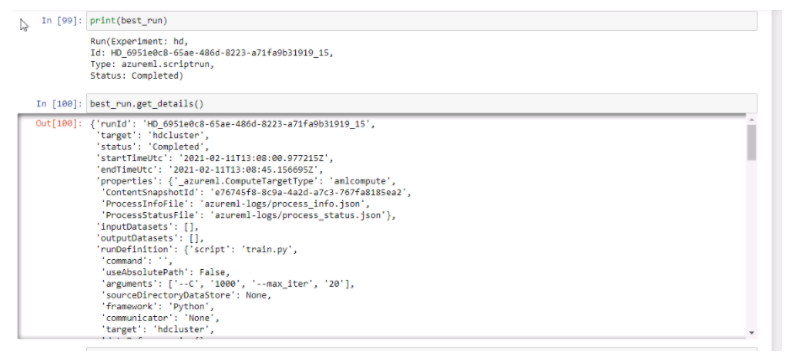 In [99]: print(best_run)
Run(Experiment: hd,
Id: HD_6951e0c8-65ae-486d-8223-a71fa9b31919_15,
Type: azureml.scriptrun,
Status: Completed)
In [100]: best_run.get_details()
Out[100]: {'runId': 'HD_6951e0c8-65ae-486d-8223-a71fa9b31919_15',
'target': 'hdcluster',
'status': 'Completed',
'startTimeUtc': '2021-02-11T13:08:00.977215Z',
'endTimeUtc': '2021-02-11T13:08:45.156695Z',
'properties': {'_azureml.ComputeTargetType': 'amlcompute',
'ContentSnapshotId': 'e76745f8-8c9a-4a2d-a7c3-767fa8185ea2',
'ProcessInfoFile': 'azureml-logs/process_info.json',
'ProcessStatusFile': 'azureml-logs/process_status.json'},
'inputDatasets': [],
'outputDatasets': [],
'runDefinition': {'script': 'train.py',
'command': '',
'useAbsolutePath': False,
'arguments': ['--C', '1000', '--max_iter', '20'],
'sourceDirectoryDataStore': None,
'framework': 'Python',
'communicator': 'None',
'target': 'hdcluster',